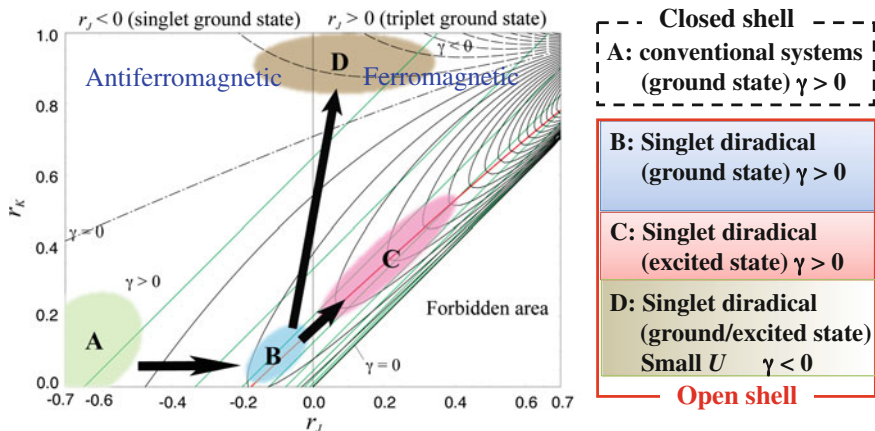 r_J < 0 (singlet ground state) r_J > 0 (triplet ground state)
1.0
0.8
0.6
0.4
0.2
0.0
r_K
-0.7 -0.6 -0.4 -0.2 0.0 0.2 0.4 0.6 0.7
r_J
Antiferromagnetic
Ferromagnetic
D
γ < 0
γ = 0
γ > 0
A
B
C
Forbidden area
γ = 0
Closed shell
A: conventional systems
(ground state) γ > 0
B: Singlet diradical
(ground state) γ > 0
C: Singlet diradical
(excited state) γ > 0
D: Singlet diradical
(ground/excited state)
Small U γ < 0
Open shell